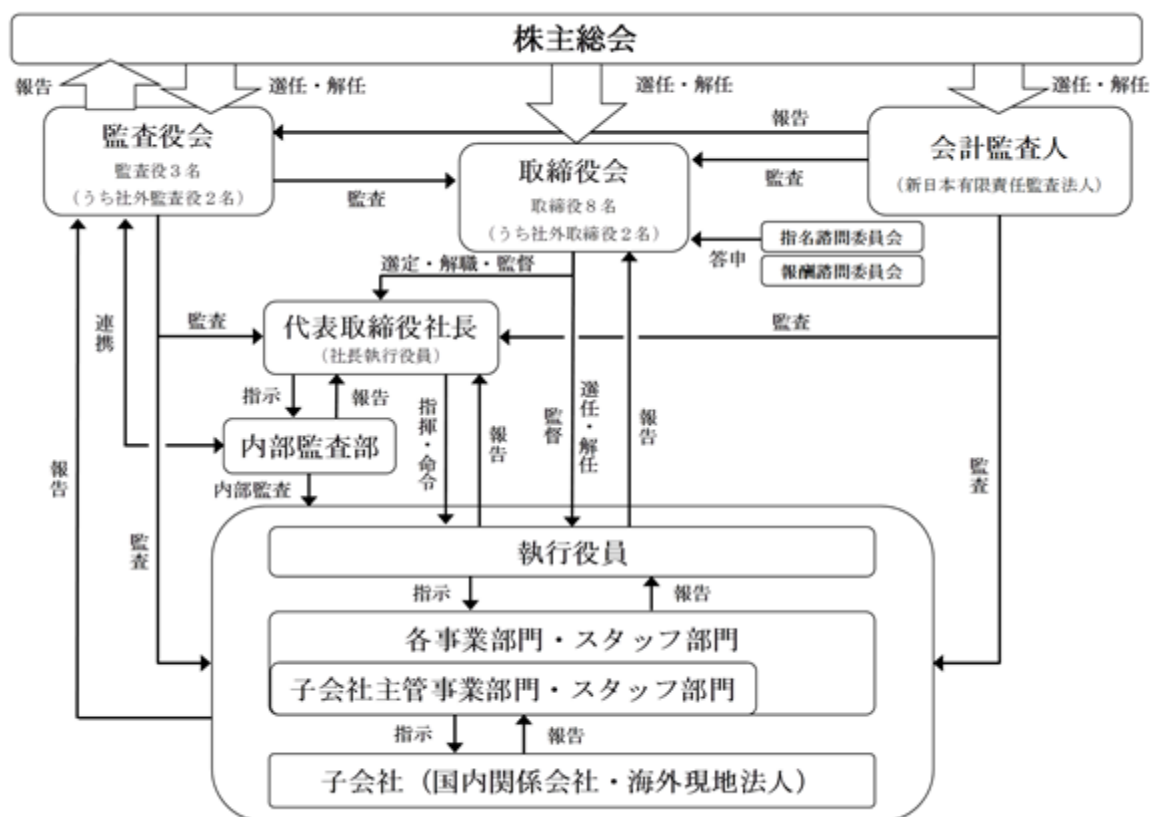 株主総会
報告
選任・解任
選任・解任
選任・解任
監査役会
監査役3名
(うち社外監査役2名)
報告
取締役会
取締役8名
(うち社外取締役2名)
会計監査人
(新日本有限責任監査法人)
監査
監査
指名諮問委員会
答申
報酬諮問委員会
選定・解職・監督
連携
監査
代表取締役社長
(社長執行役員)
監査
指示
報告
指揮・命令
報告
監督
選任・解任
報告
内部監査部
報告
内部監査
監査
監査
執行役員
指示
報告
各事業部門・スタッフ部門
子会社主管事業部門・スタッフ部門
指示
報告
子会社(国内関係会社・海外現地法人)